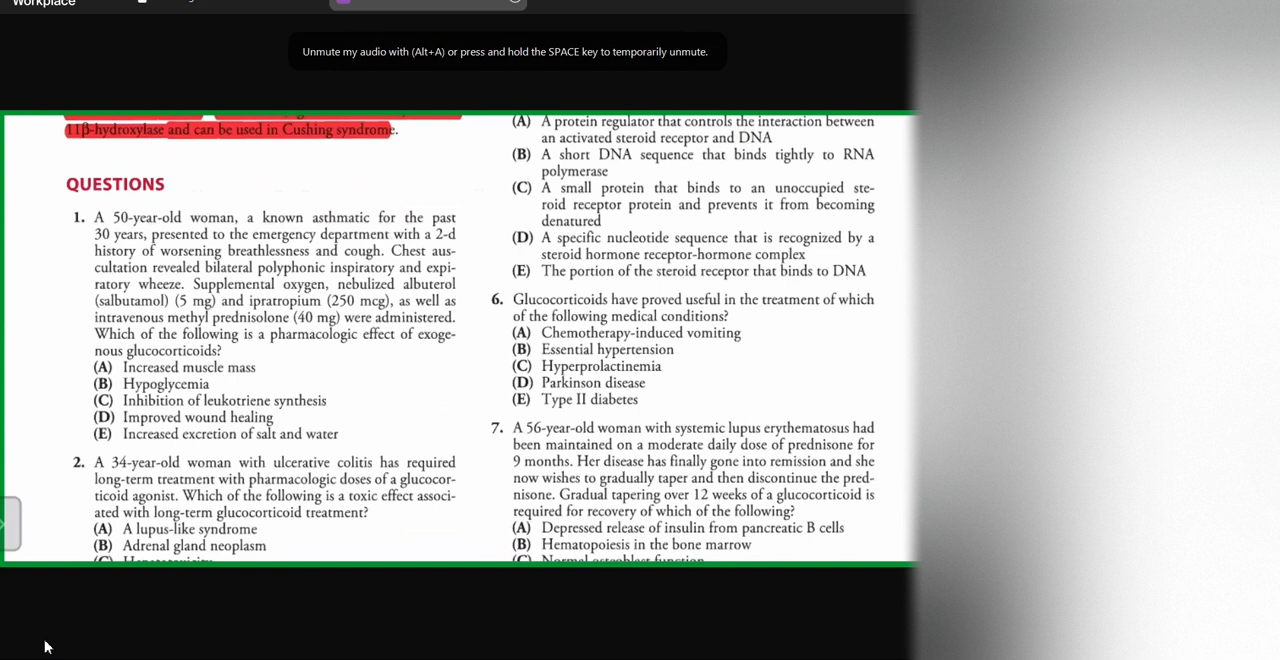 Workplace
Unmute my audio with (Alt+A) or press and hold the SPACE key to temporarily unmute.
11β-hydroxylase and can be used in Cushing syndrome.
QUESTIONS
1. A 50-year-old woman, a known asthmatic for the past
30 years, presented to the emergency department with a 2-d
history of worsening breathlessness and cough. Chest aus-
cultation revealed bilateral polyphonic inspiratory and expi-
ratory wheeze. Supplemental oxygen, nebulized albuterol
(salbutamol) (5 mg) and ipratropium (250 mcg), as well as
intravenous methyl prednisolone (40 mg) were administered.
Which of the following is a pharmacologic effect of exoge-
nous glucocorticoids?
(A) Increased muscle mass
(B) Hypoglycemia
(C) Inhibition of leukotriene synthesis
(D) Improved wound healing
(E) Increased excretion of salt and water
2. A 34-year-old woman with ulcerative colitis has required
long-term treatment with pharmacologic doses of a glucocor-
ticoid agonist. Which of the following is a toxic effect associ-
ated with long-term glucocorticoid treatment?
(A) A lupus-like syndrome
(B) Adrenal gland neoplasm
(A) A protein regulator that controls the interaction between
an activated steroid receptor and DNA
(B) A short DNA sequence that binds tightly to RNA
polymerase
(C) A small protein that binds to an unoccupied ste-
roid receptor protein and prevents it from becoming
denatured
(D) A specific nucleotide sequence that is recognized by a
steroid hormone receptor-hormone complex
(E) The portion of the steroid receptor that binds to DNA
6. Glucocorticoids have proved useful in the treatment of which
of the following medical conditions?
(A) Chemotherapy-induced vomiting
(B) Essential hypertension
(C) Hyperprolactinemia
(D) Parkinson disease
(E) Type II diabetes
7. A 56-year-old woman with systemic lupus erythematosus had
been maintained on a moderate daily dose of prednisone for
9 months. Her disease has finally gone into remission and she
now wishes to gradually taper and then discontinue the pred-
nisone. Gradual tapering over 12 weeks of a glucocorticoid is
required for recovery of which of the following?
(A) Depressed release of insulin from pancreatic B cells
(B) Hematopoiesis in the bone marrow
(C) Normal osteoblast function